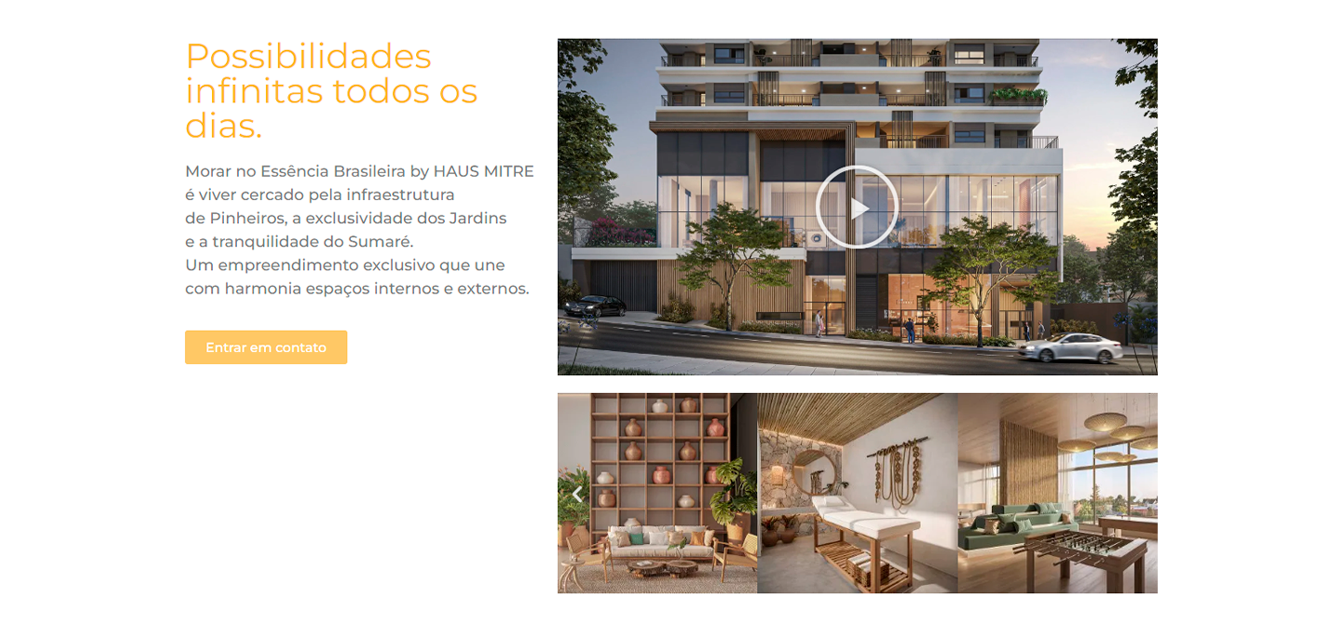 Possibilidades
infinitas todos os
dias.
Morar no Essência Brasileira by HAUS MITRE
é viver cercado pela infraestrutura
de Pinheiros, a exclusividade dos Jardins
e a tranquilidade do Sumaré.
Um empreendimento exclusivo que une
com harmonia espaços internos e externos.
Entrar em contato